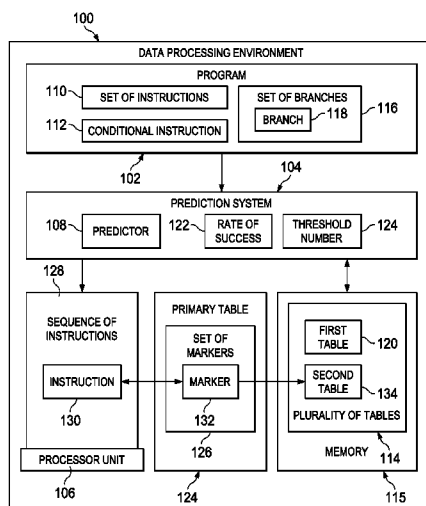 100
DATA PROCESSING ENVIRONMENT
PROGRAM
110
SET OF INSTRUCTIONS
112
CONDITIONAL INSTRUCTION
SET OF BRANCHES
BRANCH
118
116
102
104
PREDICTION SYSTEM
108
PREDICTOR
122
RATE OF
SUCCESS
THRESHOLD
NUMBER
124
128
SEQUENCE OF
INSTRUCTIONS
INSTRUCTION
130
PROCESSOR UNIT
106
PRIMARY TABLE
SET OF
MARKERS
MARKER
132
126
124
FIRST
TABLE
120
SECOND
TABLE
134
PLURALITY OF TABLES
114
MEMORY
115